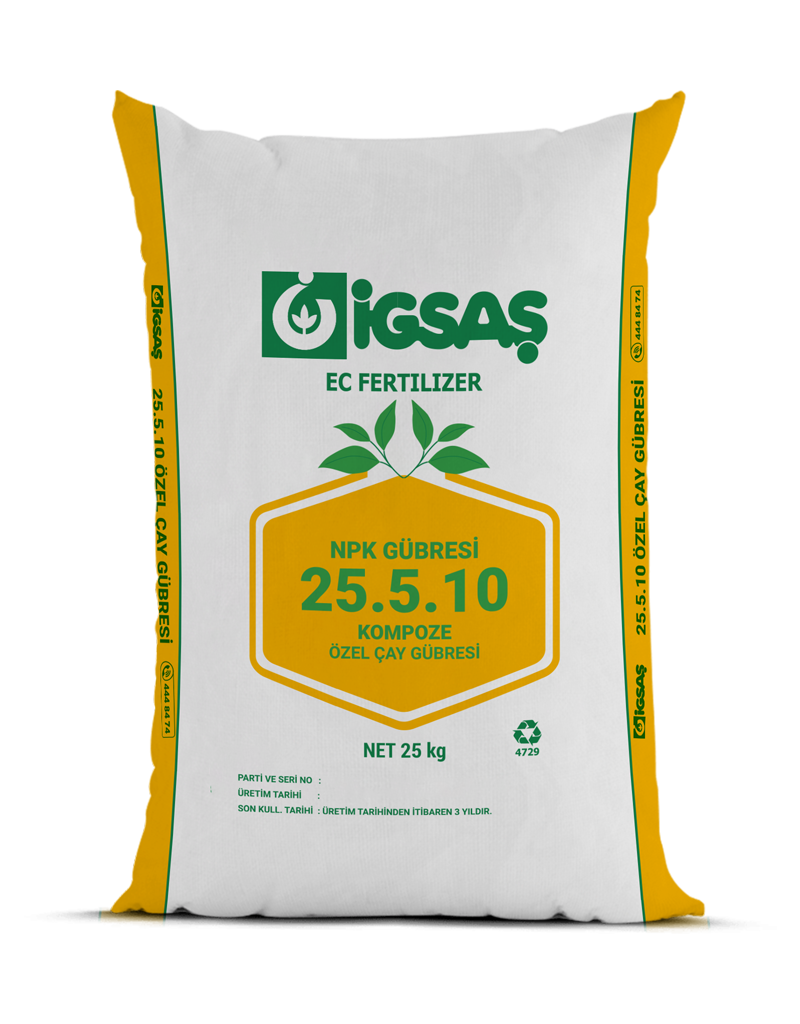 İGSAŞ
EC FERTILIZER
NPK GÜBRESİ
25.5.10
KOMPOZE
ÖZEL ÇAY GÜBRESİ
NET 25 kg
4729
PARTİ VE SERİ NO :
ÜRETİM TARİHİ :
SON KULL. TARİHİ : ÜRETİM TARİHİNDEN İTİBAREN 3 YILDIR.
İGSAŞ
25.5.10 ÖZEL ÇAY GÜBRESİ
444 84 74
444 84 74
25.5.10 ÖZEL ÇAY GÜBRESİ
İGSAŞ